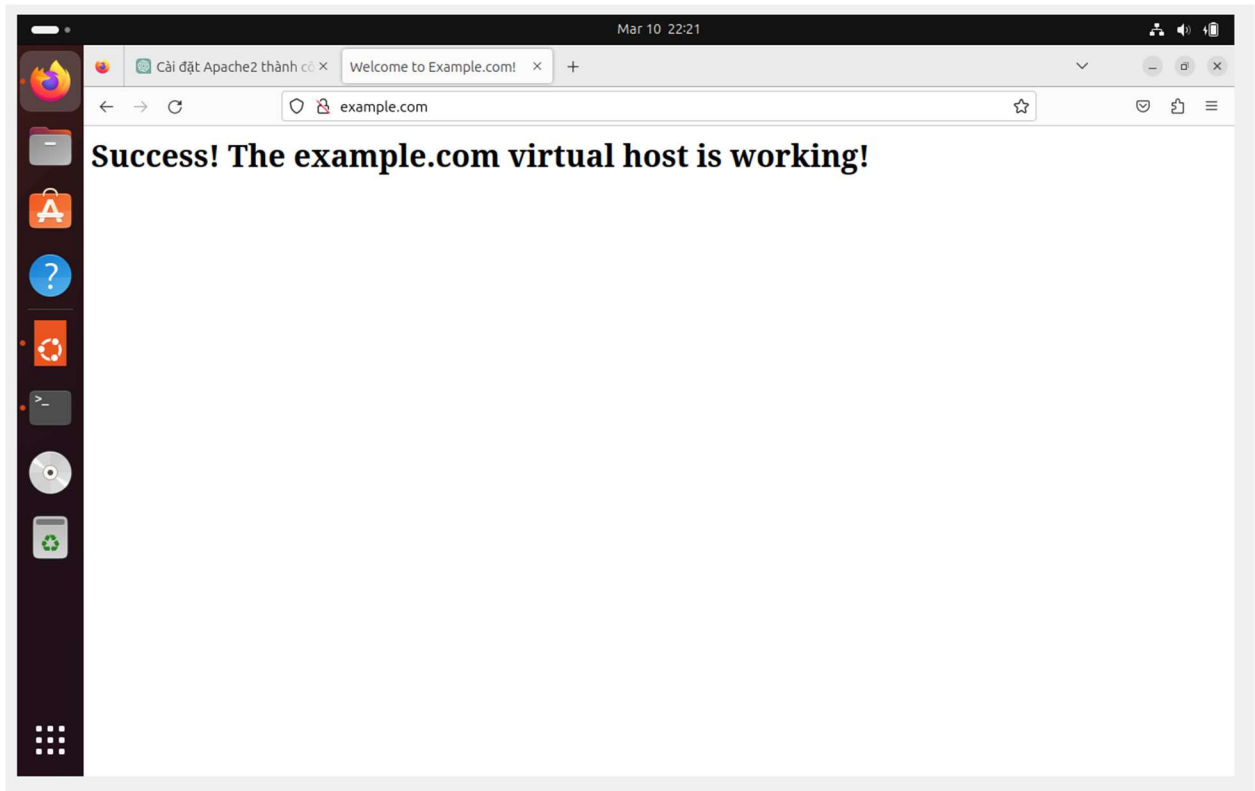 Mar 10 22:21
Cài đặt Apache2 thành cô
Welcome to Example.com!
example.com
Success! The example.com virtual host is working!